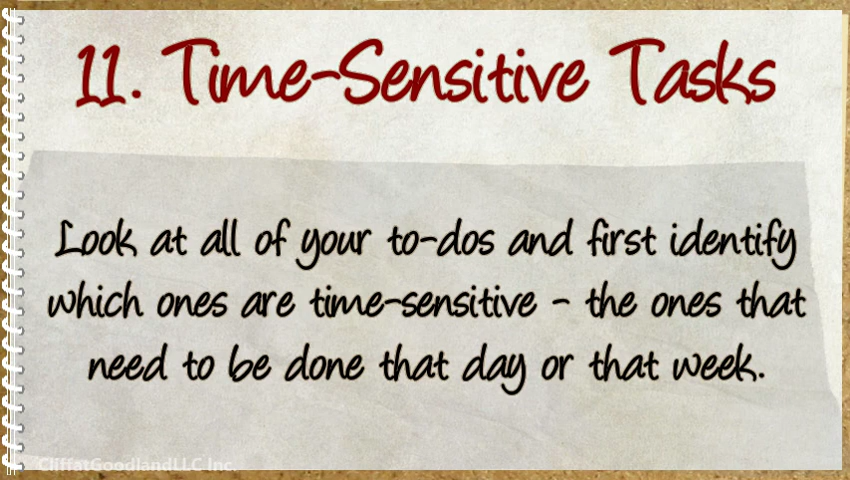 11. Time-Sensitive Tasks
Look at all of your to-dos and first identify
which ones are time-sensitive - the ones that
need to be done that day or that week.
CliffatGoodlandLLC Inc.